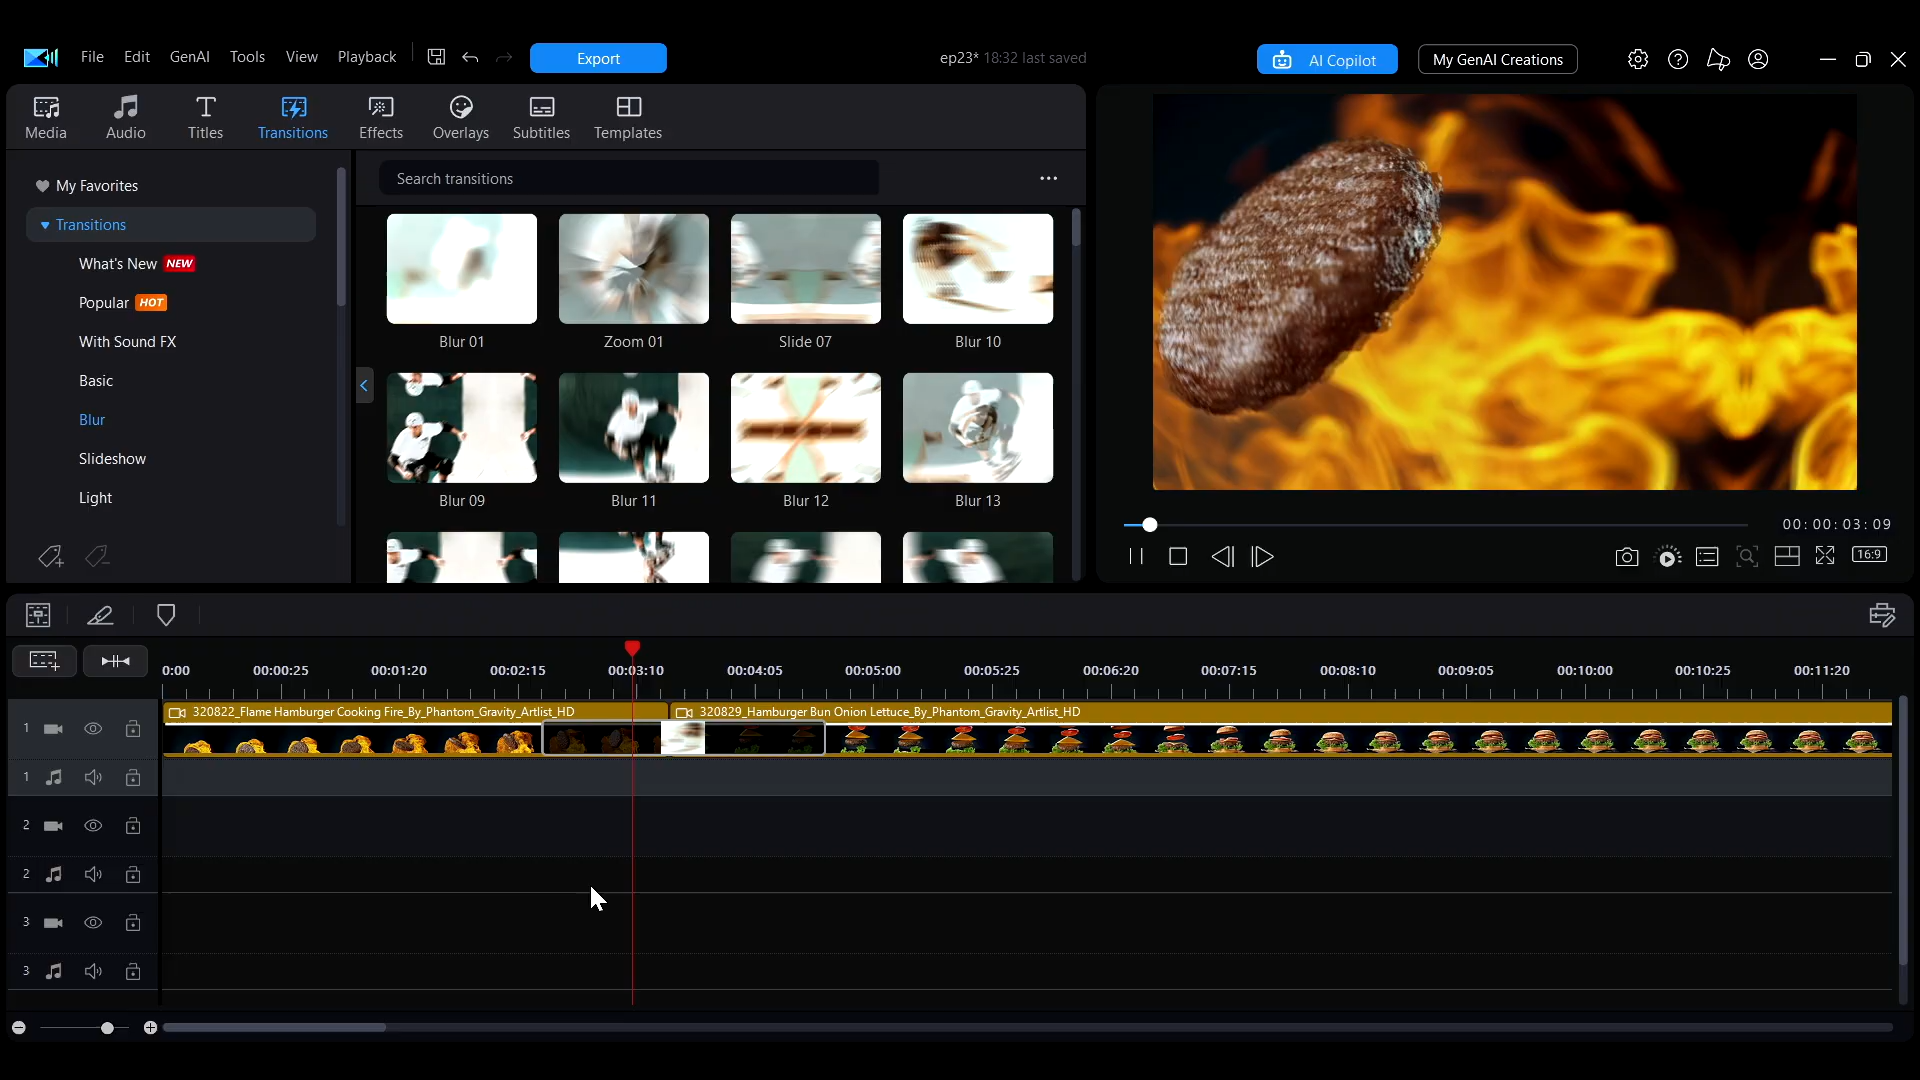 File Edit GenAI Tools View Playback Export ep23* 18:32 last saved AI Copilot My GenAI Creations
Media Audio Titles Transitions Effects Overlays Subtitles Templates
My Favorites
Transitions
What's New NEW
Popular HOT
With Sound FX
Basic
Blur
Slideshow
Light
Search transitions
Blur 01 Zoom 01 Slide 07 Blur 10
Blur 09 Blur 11 Blur 12 Blur 13
00:00:03:09
16:9
0:00 00:00:25 00:01:20 00:02:15 00:03:10 00:04:05 00:05:00 00:05:25 00:06:20 00:07:15 00:08:10 00:09:05 00:10:00 00:10:25 00:11:20
320822_Flame Hamburger Cooking Fire_By_Phantom_Gravity_Artlist_HD 320829_Hamburger Bun Onion Lettuce_By_Phantom_Gravity_Artlist_HD
1
1
2
2
3
3